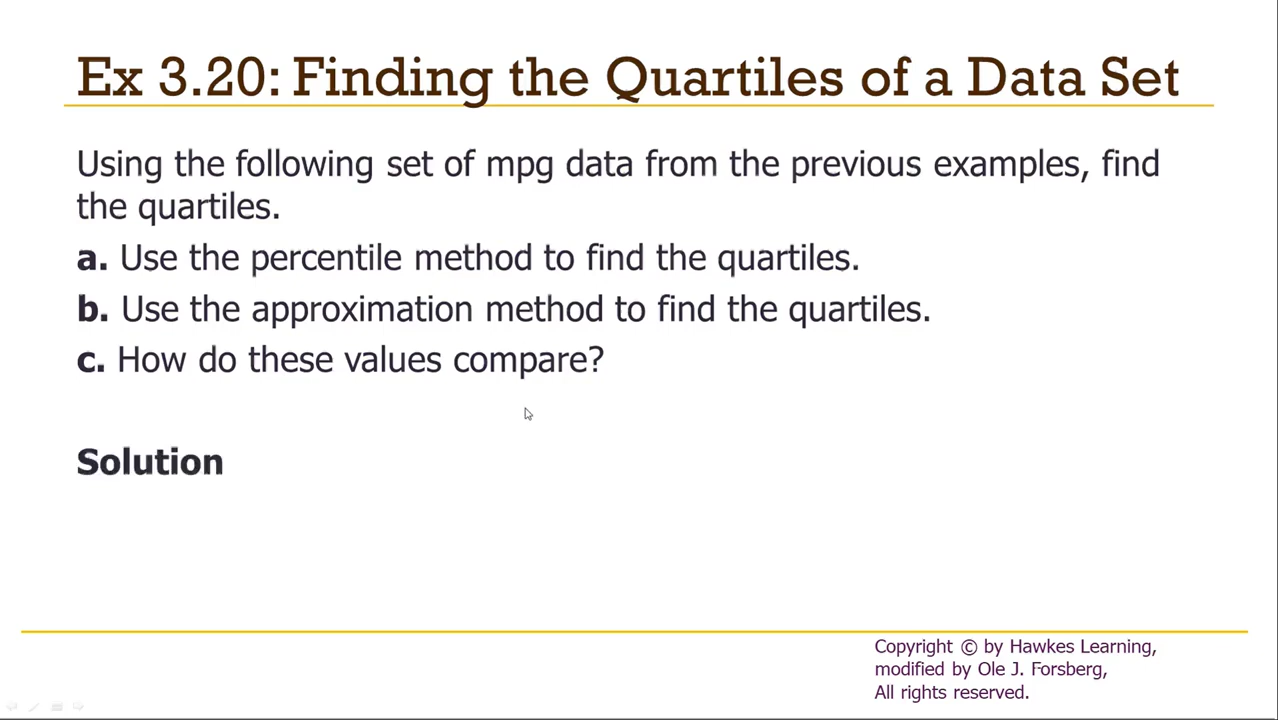 Ex 3.20: Finding the Quartiles of a Data Set
Using the following set of mpg data from the previous examples, find
the quartiles.
a. Use the percentile method to find the quartiles.
b. Use the approximation method to find the quartiles.
c. How do these values compare?
Solution
Copyright © by Hawkes Learning,
modified by Ole J. Forsberg,
All rights reserved.